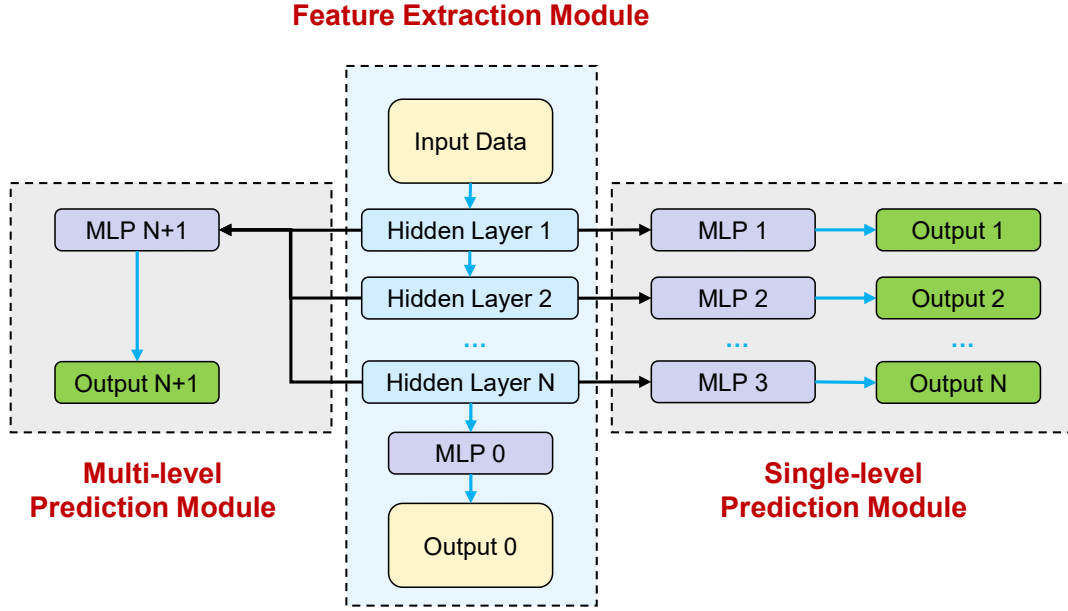 Feature Extraction Module
Input Data
MLP N+1
Hidden Layer 1
MLP 1
Output 1
Hidden Layer 2
MLP 2
Output 2
...
...
...
Output N+1
Hidden Layer N
MLP 3
Output N
MLP 0
Multi-level
Prediction Module
Single-level
Prediction Module
Output 0